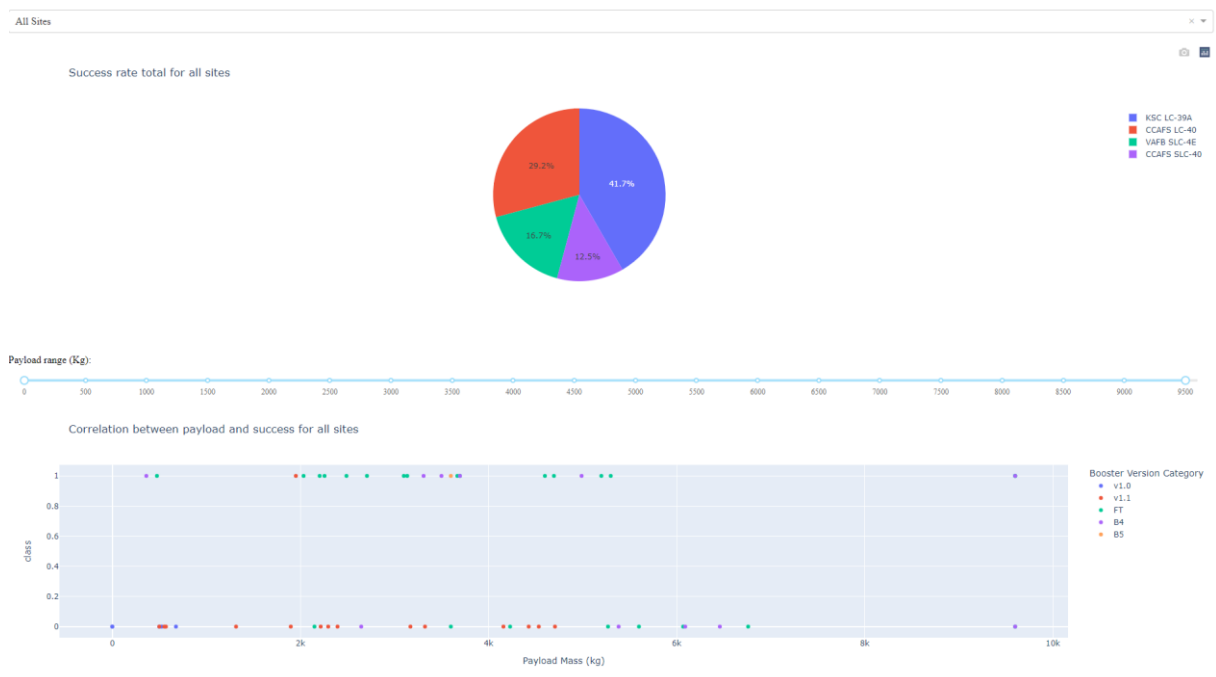 All Sites
Success rate total for all sites
KSC LC-39A
CCAFS LC-40
VAFB SLC-4E
CCAFS SLC-40
29.2%
41.7%
16.7%
12.5%
Payload range (Kg):
0 500 1000 1500 2000 2500 3000 3500 4000 4500 5000 5500 6000 6500 7000 7500 8000 8500 9000 9500
Correlation between payload and success for all sites
Booster Version Category
v1.0
v1.1
FT
B4
B5
1
0.8
0.6
0.4
0.2
0
class
0 2k 4k 6k 8k 10k
Payload Mass (kg)